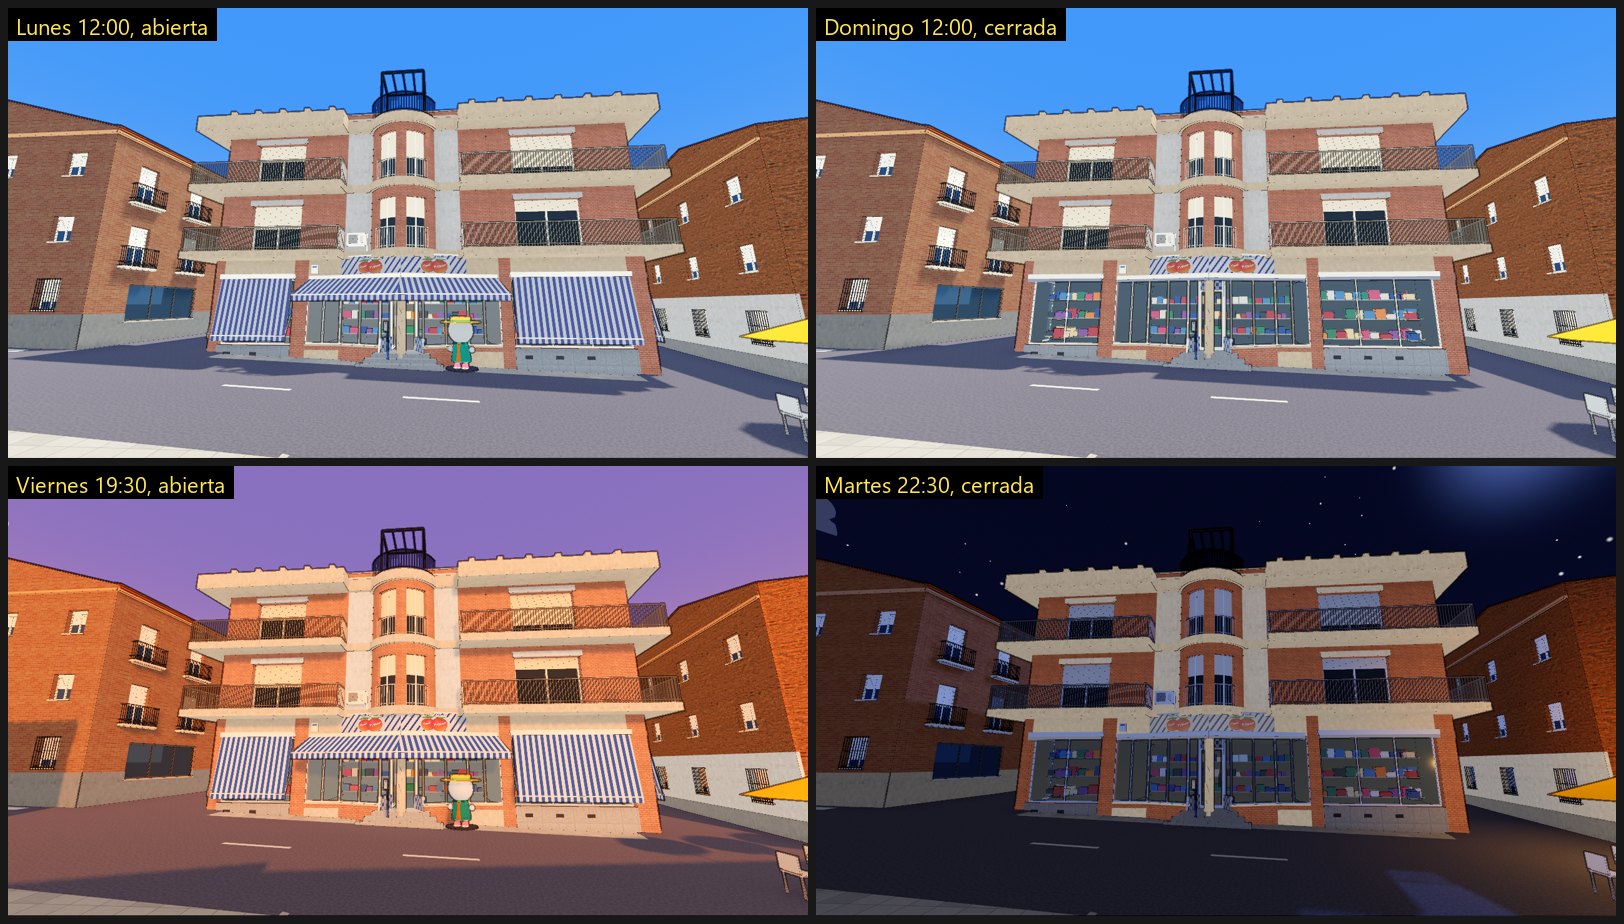 Lunes 12:00, abierta
Domingo 12:00, cerrada
Viernes 19:30, abierta
Martes 22:30, cerrada